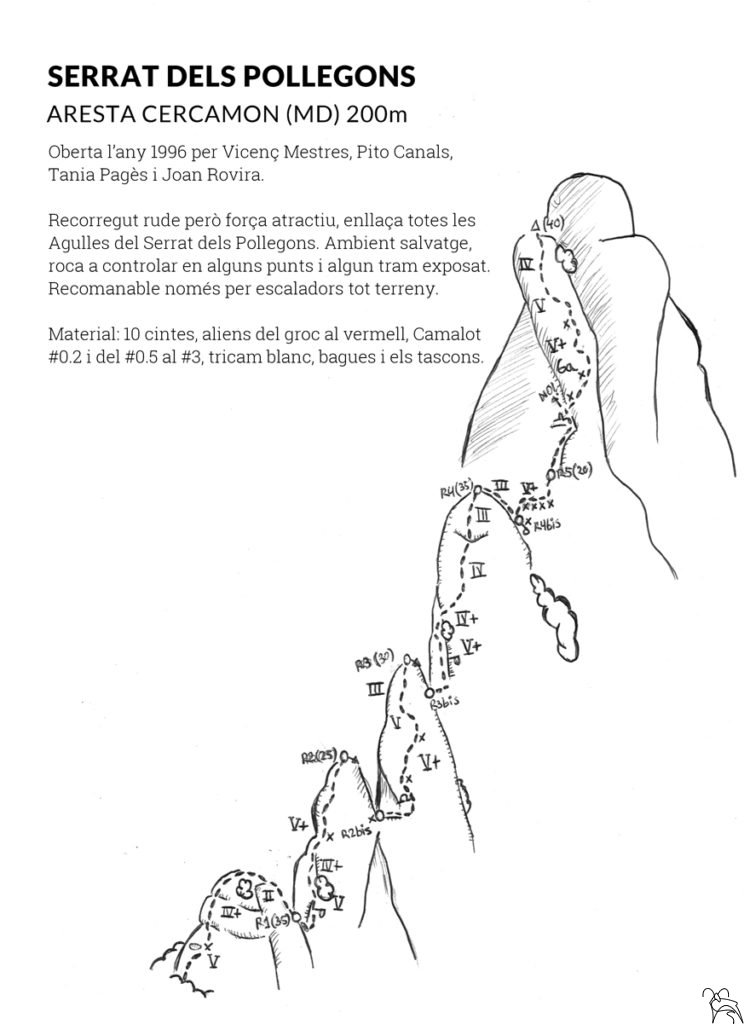 SERRAT DELS POLLEGONS
ARESTA CERCAMON (MD) 200m
Oberta l'any 1996 per Vicenç Mestres, Pito Canals,
Tania Pagès i Joan Rovira.
Recorregut rude però força atractiu, enllaça totes les
Agulles del Serrat dels Pollegons. Ambient salvatge,
roca a controlar en alguns punts i algun tram exposat.
Recomanable només per escaladors tot terreny.
Material: 10 cintes, aliens del groc al vermell, Camalot
#0.2 i del #0.5 al #3, tricam blanc, bagues i els tascons.
(40)
IV
V
V+
6a
R5(20)
R4(35) III V+
R4bis
III
IV
IV+
V+
R3(30)
III
R3bis
V
V+
R2(25)
V+
R2bis
IV+
V
II
IV+
R1(35)
V